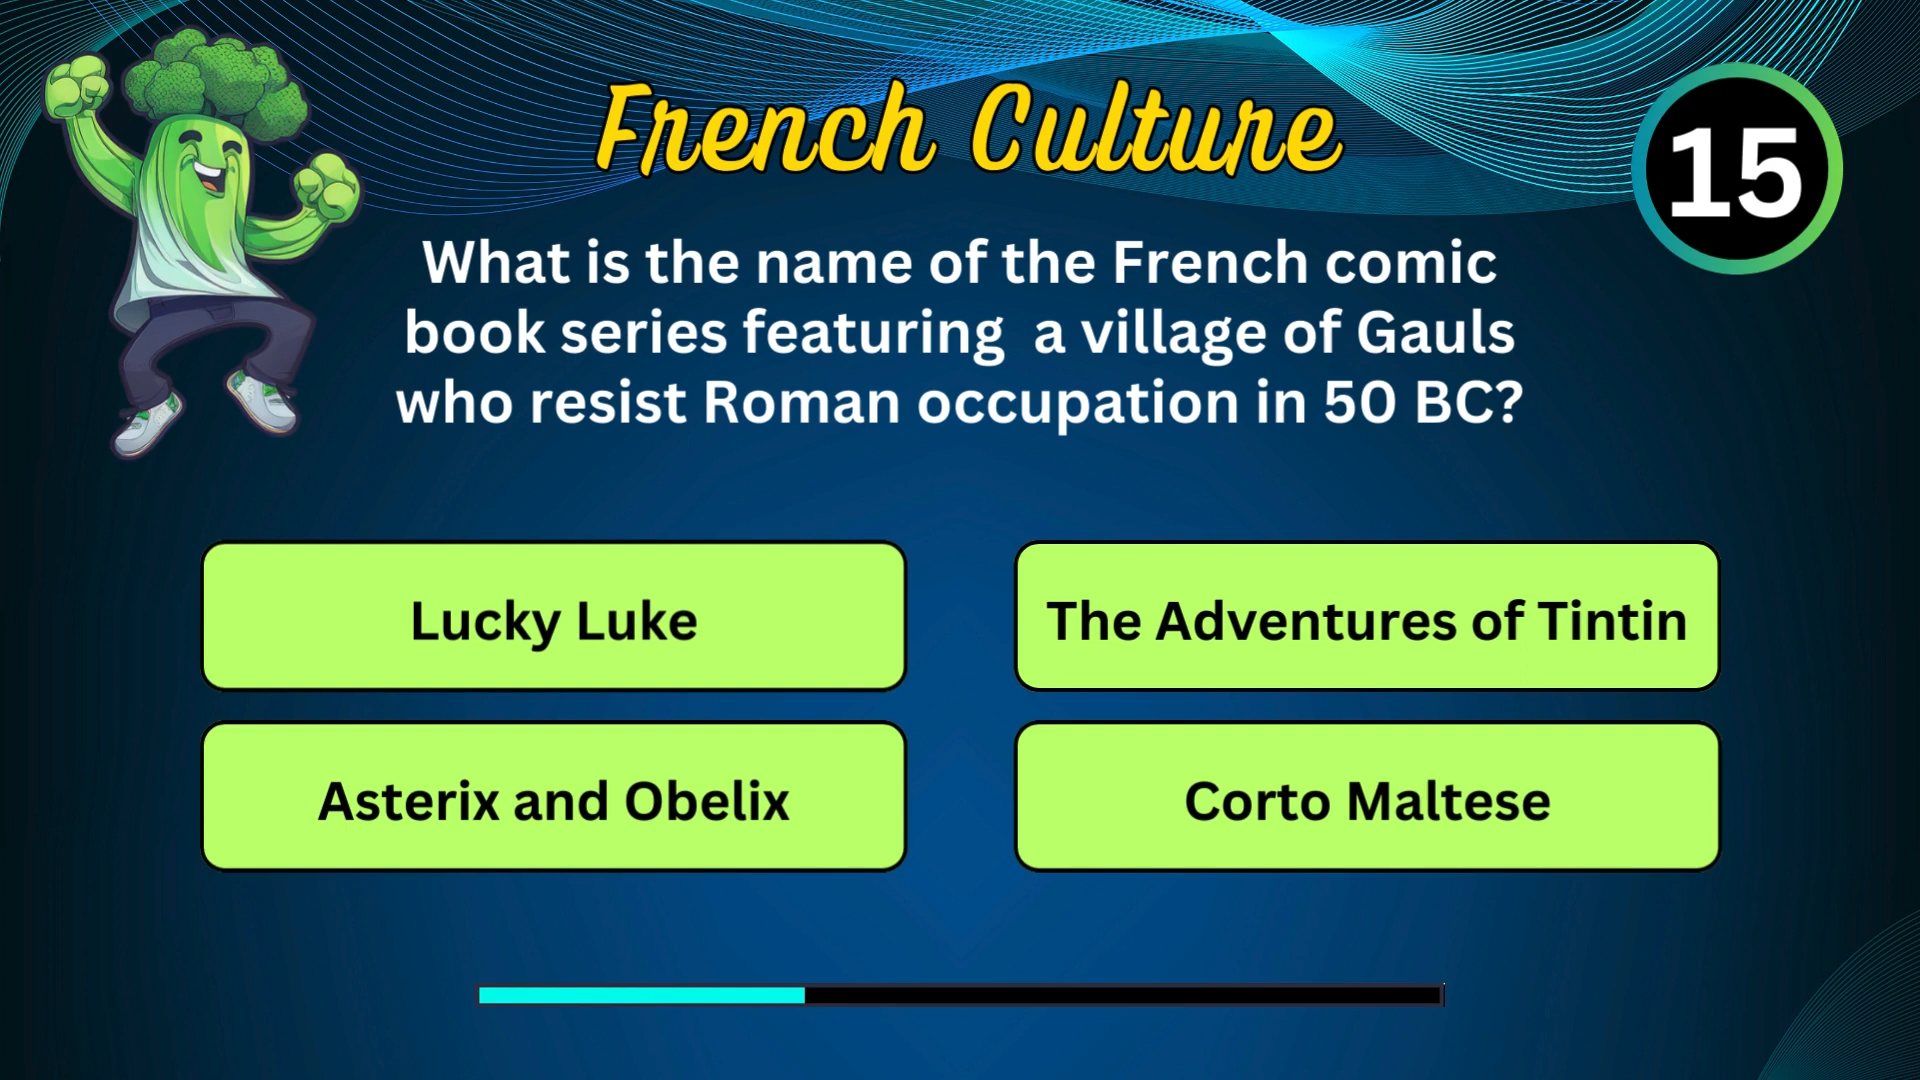 French Culture
15
What is the name of the French comic
book series featuring  a village of Gauls
who resist Roman occupation in 50 BC?
Lucky Luke
The Adventures of Tintin
Asterix and Obelix
Corto Maltese